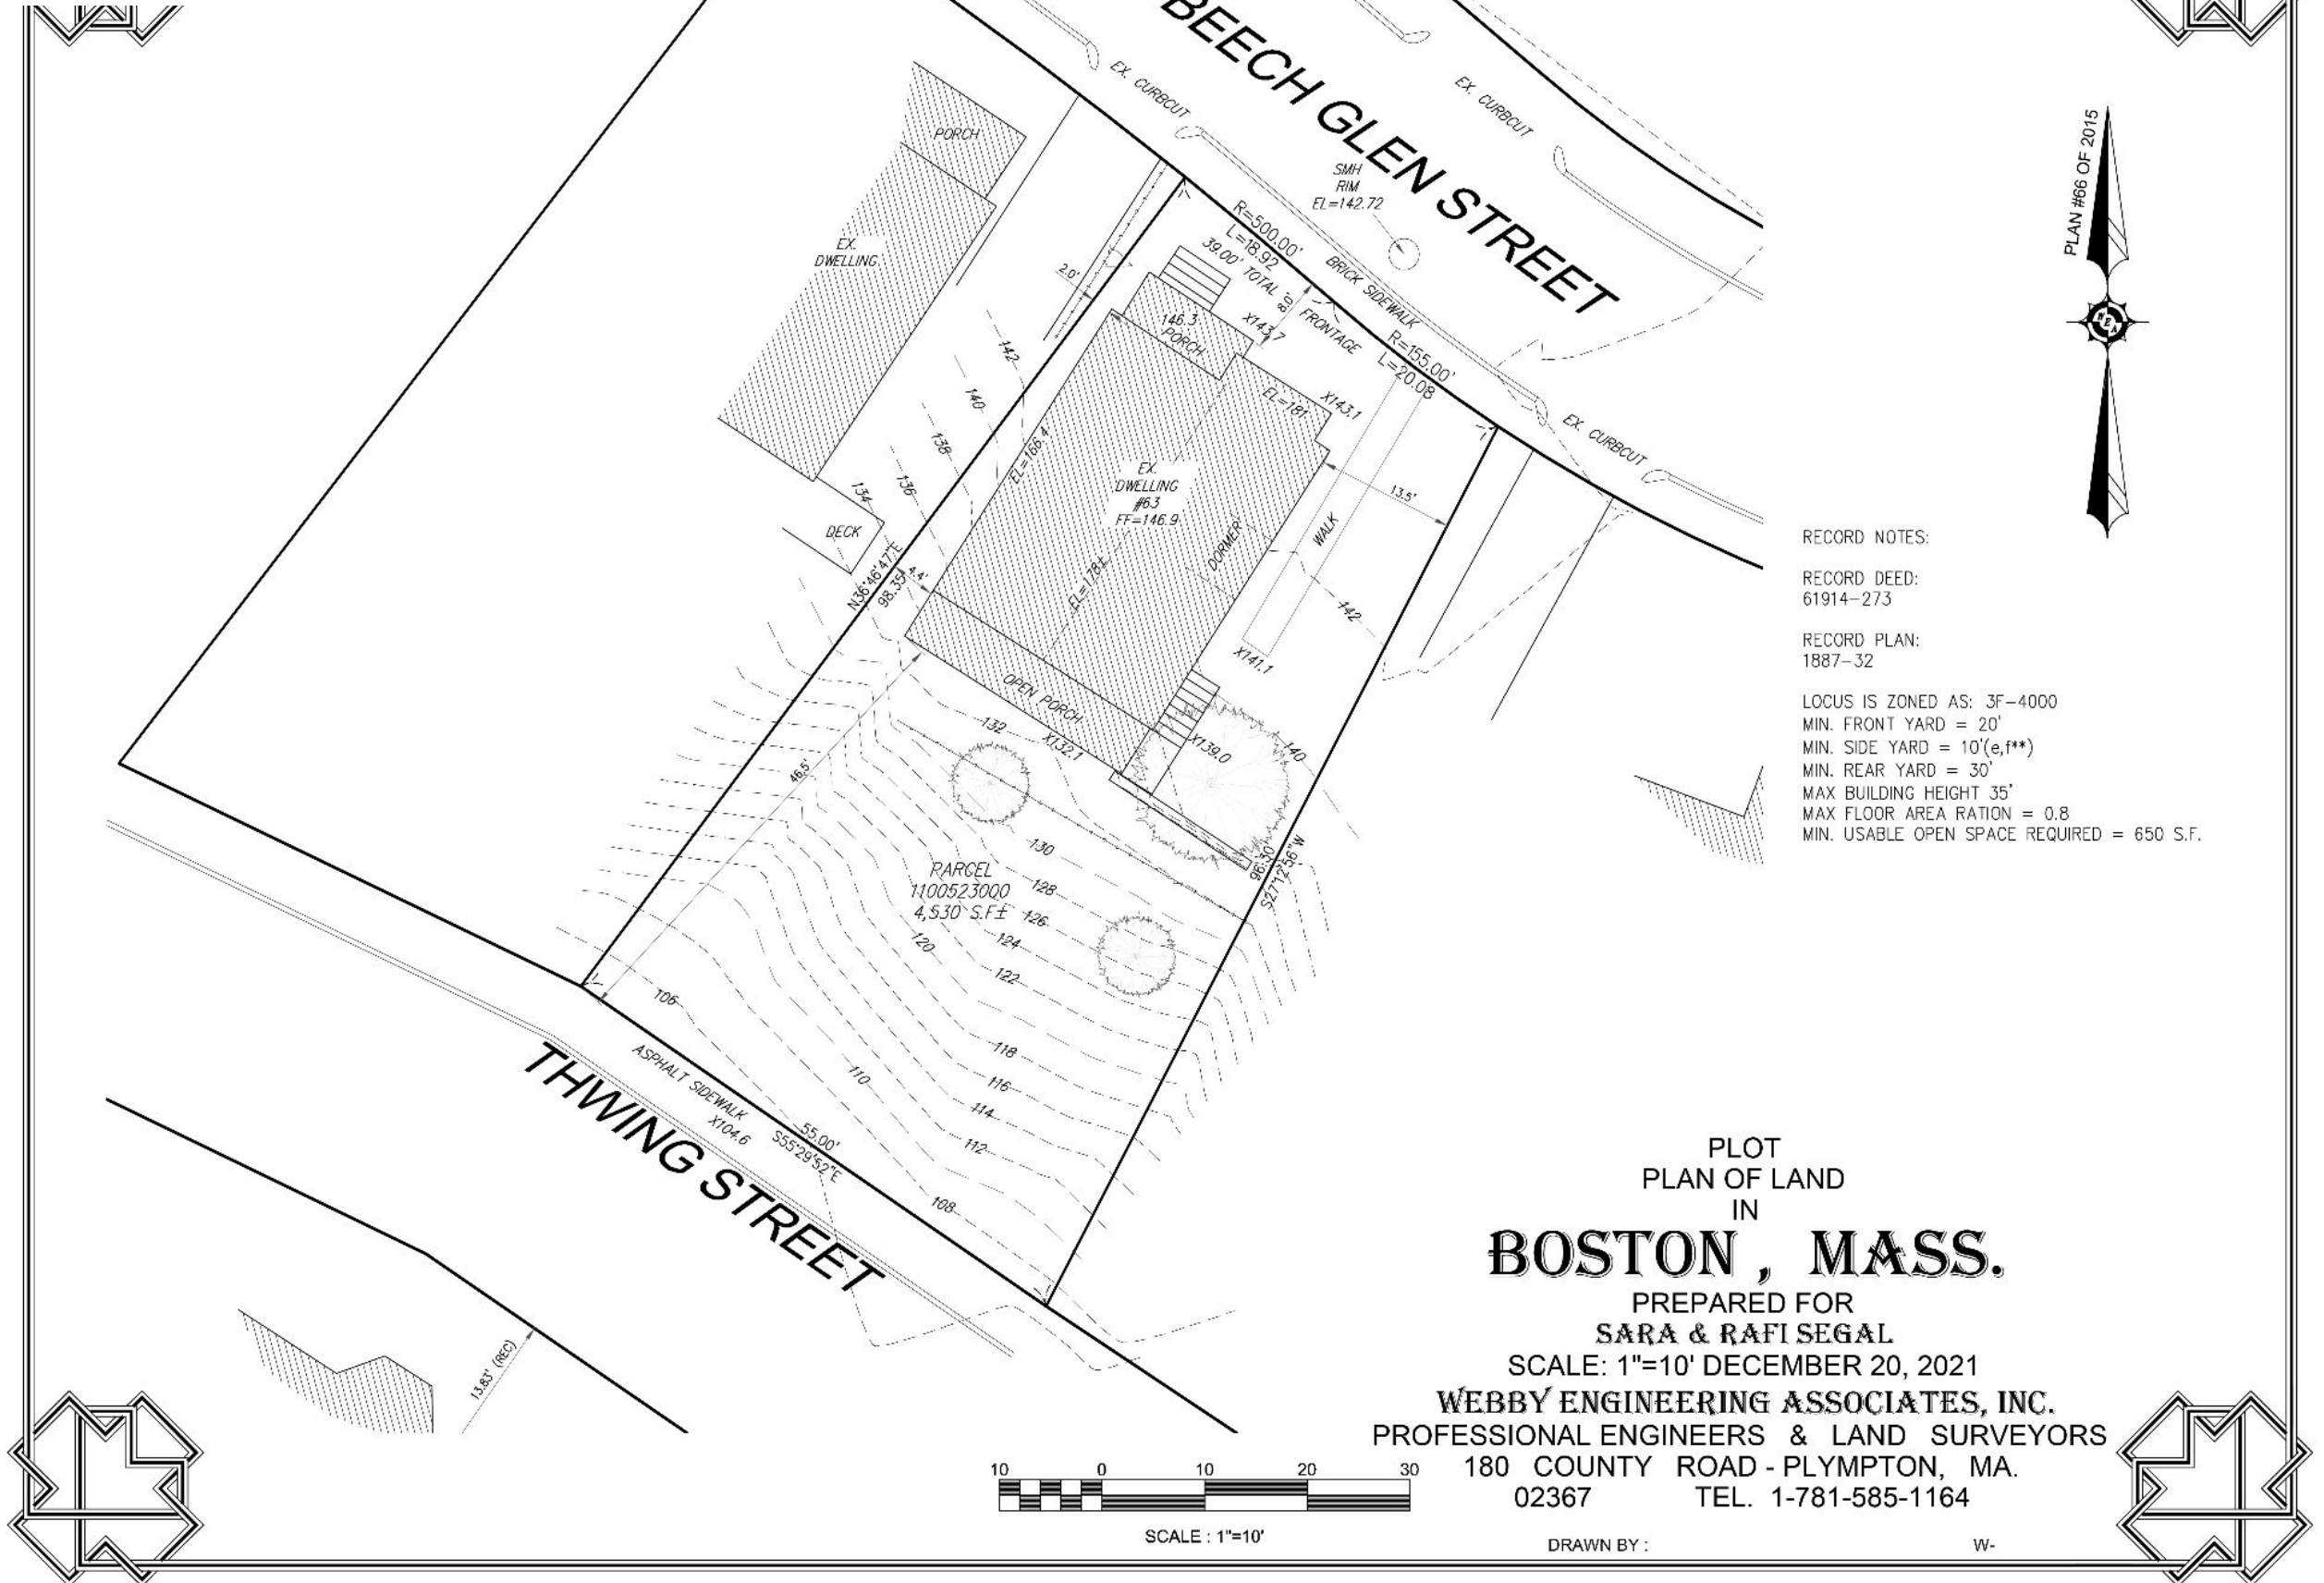 BEECH GLEN STREET
EX. CURBCUT
EX. CURBCUT
PORCH
SMH
RIM
EL=142.72
PLAN #66 OF 2015
EX.
DWELLING
2.0'
R=500.00'
L=18.92
39.00' TOTAL FRONTAGE
8.0'
BRICK SIDEWALK
146.3
PORCH
X143.7
R=155.00'
L=20.08
142
140
138
136
134
EL=181
X143.1
EL=166.4
EX. CURBCUT
EX.
DWELLING
#63
FF=146.9
13.5'
DECK
DORMER
WALK
N36°46'47"E
98.35'
4.4'
EL=178±
142
X141.1
OPEN PORCH
132
X132.1
X139.0
140
46.5'
130
96.30'
S27°12'56"W
PARCEL
1100523000
4,530 S.F±
128
126
124
120
122
106
118
110
116
114
112
108
ASPHALT SIDEWALK
X104.6
55.00'
S55°29'52"E
THWING STREET
13.83' (REC)
RECORD NOTES:
RECORD DEED:
61914-273
RECORD PLAN:
1887-32
LOCUS IS ZONED AS: 3F-4000
MIN. FRONT YARD = 20'
MIN. SIDE YARD = 10'(e,f**)
MIN. REAR YARD = 30'
MAX BUILDING HEIGHT 35'
MAX FLOOR AREA RATION = 0.8
MIN. USABLE OPEN SPACE REQUIRED = 650 S.F.
PLOT
PLAN OF LAND
IN
BOSTON , MASS.
PREPARED FOR
SARA & RAFI SEGAL
SCALE: 1"=10' DECEMBER 20, 2021
WEBBY ENGINEERING ASSOCIATES, INC.
PROFESSIONAL ENGINEERS & LAND SURVEYORS
180 COUNTY ROAD - PLYMPTON, MA.
02367 TEL. 1-781-585-1164
10 0 10 20 30
SCALE : 1"=10'
DRAWN BY : W-